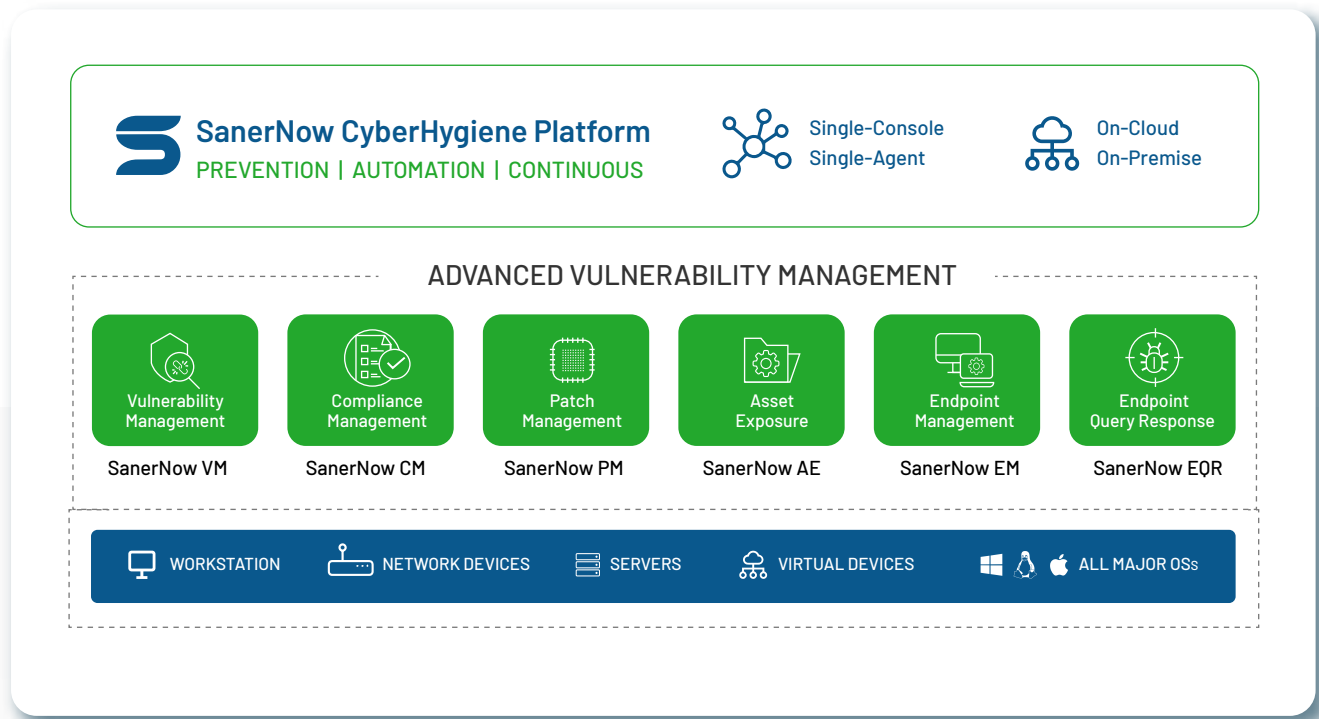 SanerNow CyberHygiene Platform
PREVENTION | AUTOMATION | CONTINUOUS
Single-Console
Single-Agent
On-Cloud
On-Premise
ADVANCED VULNERABILITY MANAGEMENT
Vulnerability
Management
SanerNow VM
Compliance
Management
SanerNow CM
Patch
Management
SanerNow PM
Asset
Exposure
SanerNow AE
Endpoint
Management
SanerNow EM
Endpoint
Query Response
SanerNow EQR
WORKSTATION
NETWORK DEVICES
SERVERS
VIRTUAL DEVICES
ALL MAJOR OSs